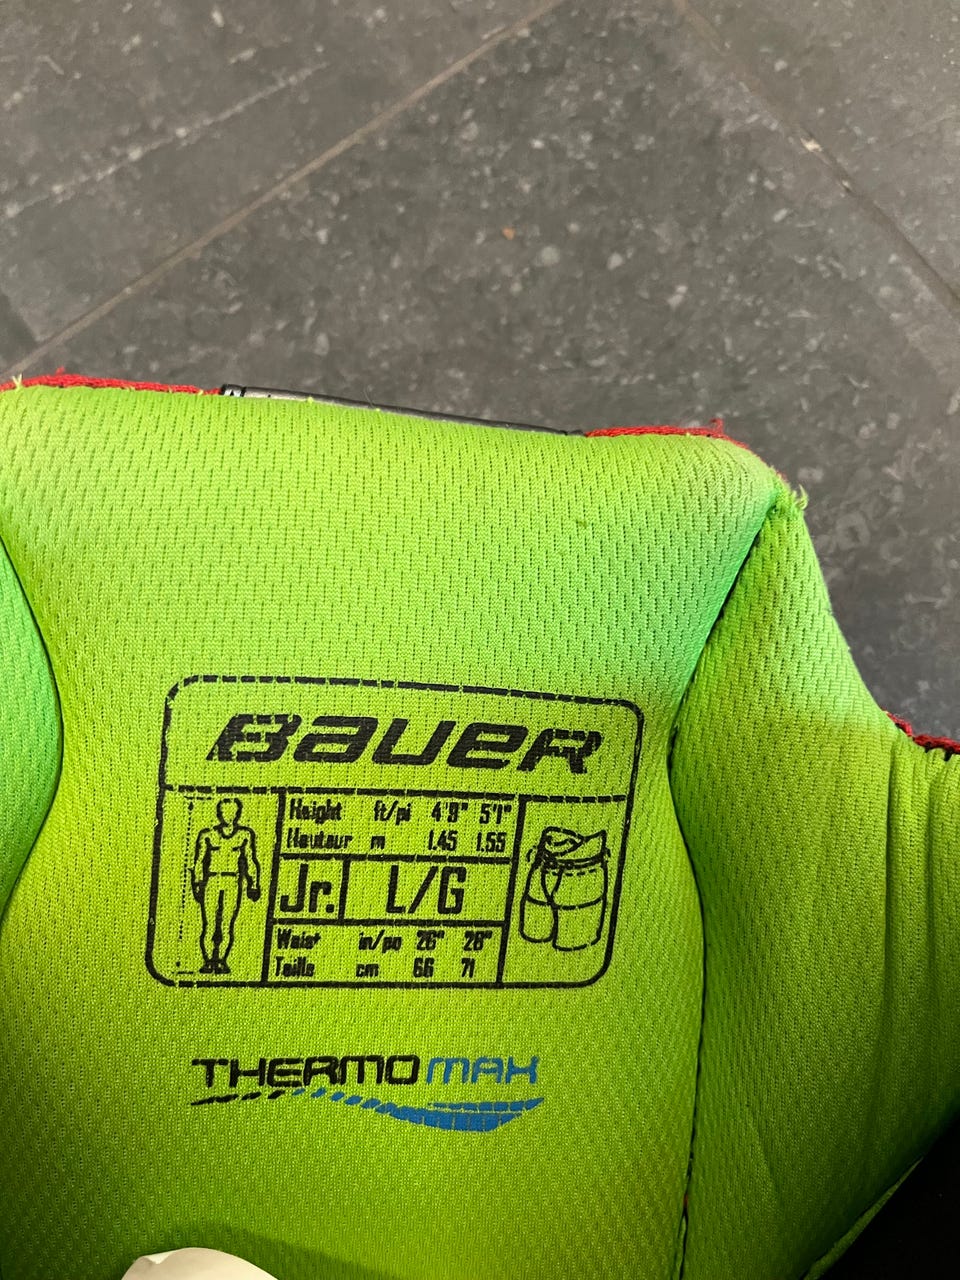 BAUER
Height ft/pi 4'9" 5'1"
Hauteur m 1.45 1.55
Jr. L/G
Waist in/po 26" 28"
Taille cm 66 71
THERMOMAX